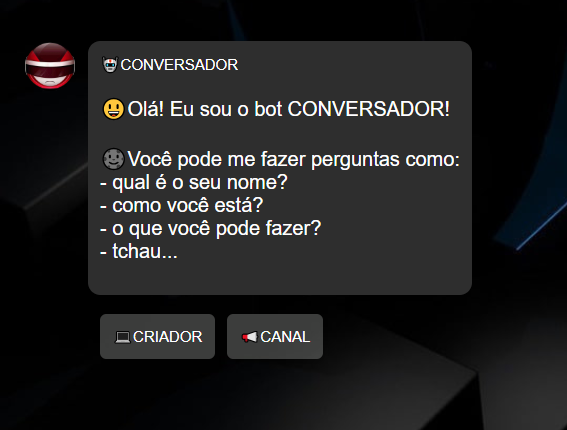 CONVERSADOR
Olá! Eu sou o bot CONVERSADOR!
Você pode me fazer perguntas como:
- qual é o seu nome?
- como você está?
- o que você pode fazer?
- tchau...
CRIADOR
CANAL